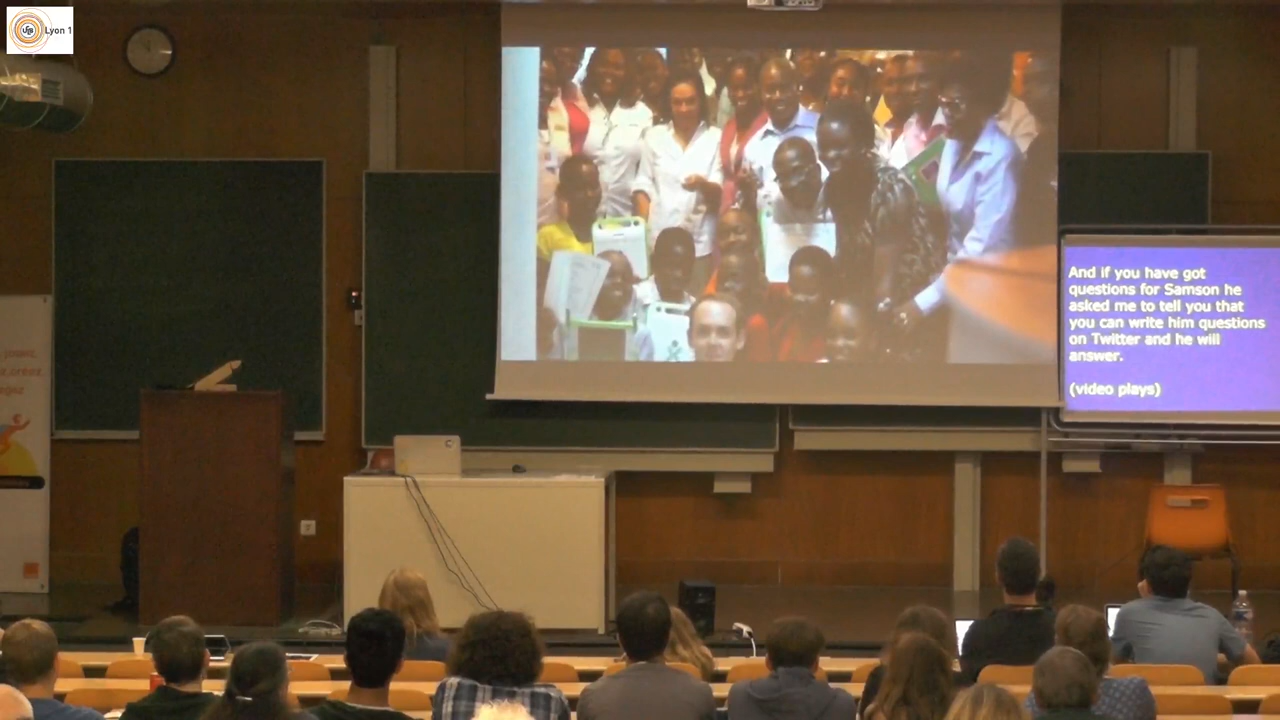 Lyon 1
And if you have got
questions for Samson he
asked me to tell you that
you can write him questions
on Twitter and he will
answer.
(video plays)